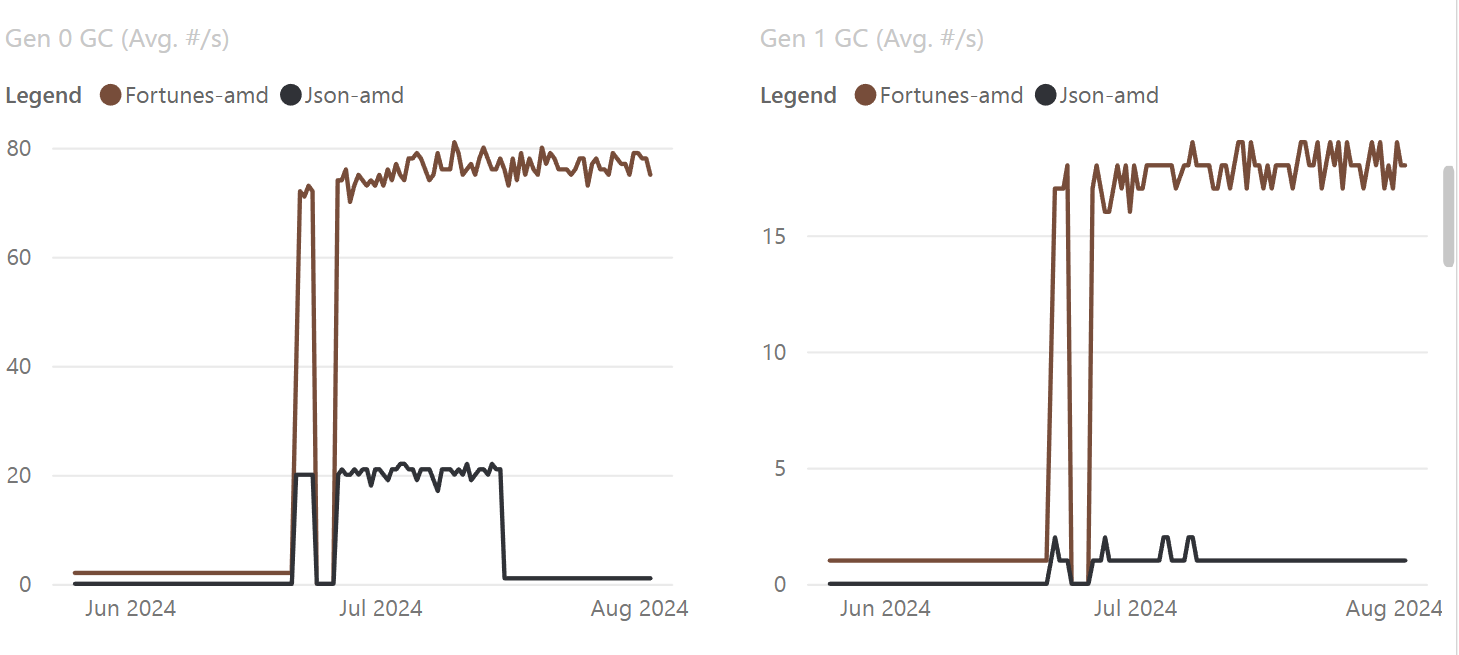 Gen 0 GC (Avg. #/s)
Legend Fortunes-amd Json-amd
80
60
40
20
0
Jun 2024 Jul 2024 Aug 2024
Gen 1 GC (Avg. #/s)
Legend Fortunes-amd Json-amd
15
10
5
0
Jun 2024 Jul 2024 Aug 2024